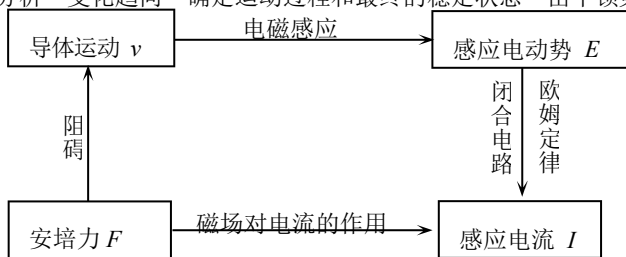 电磁感应
导体运动 v
感应电动势 E
阻碍
闭合电路
欧姆定律
安培力 F
磁场对电流的作用
感应电流 I